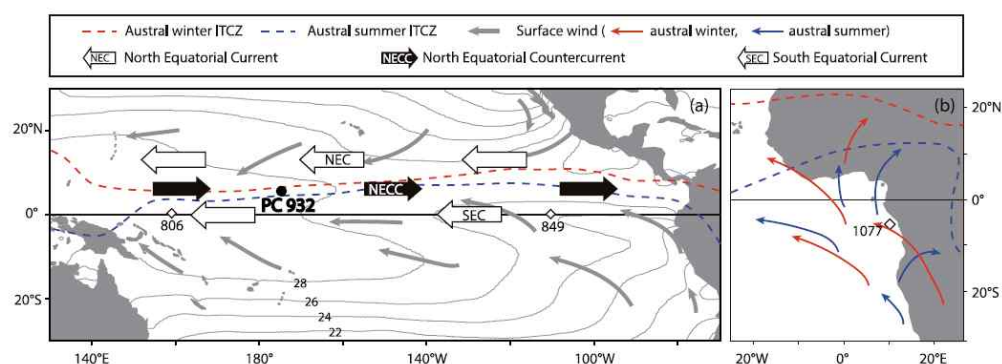 Austral winter ITCZ Austral summer ITCZ Surface wind ( austral winter, austral summer)
NEC North Equatorial Current NECC North Equatorial Countercurrent SEC South Equatorial Current
(a) (b)
20°N 20°N
NEC
NECC
PC 932
0° SEC 0°
806 849 1077
28
20°S 26 20°S
24
22
140°E 180° 140°W 100°W 20°W 0° 20°E